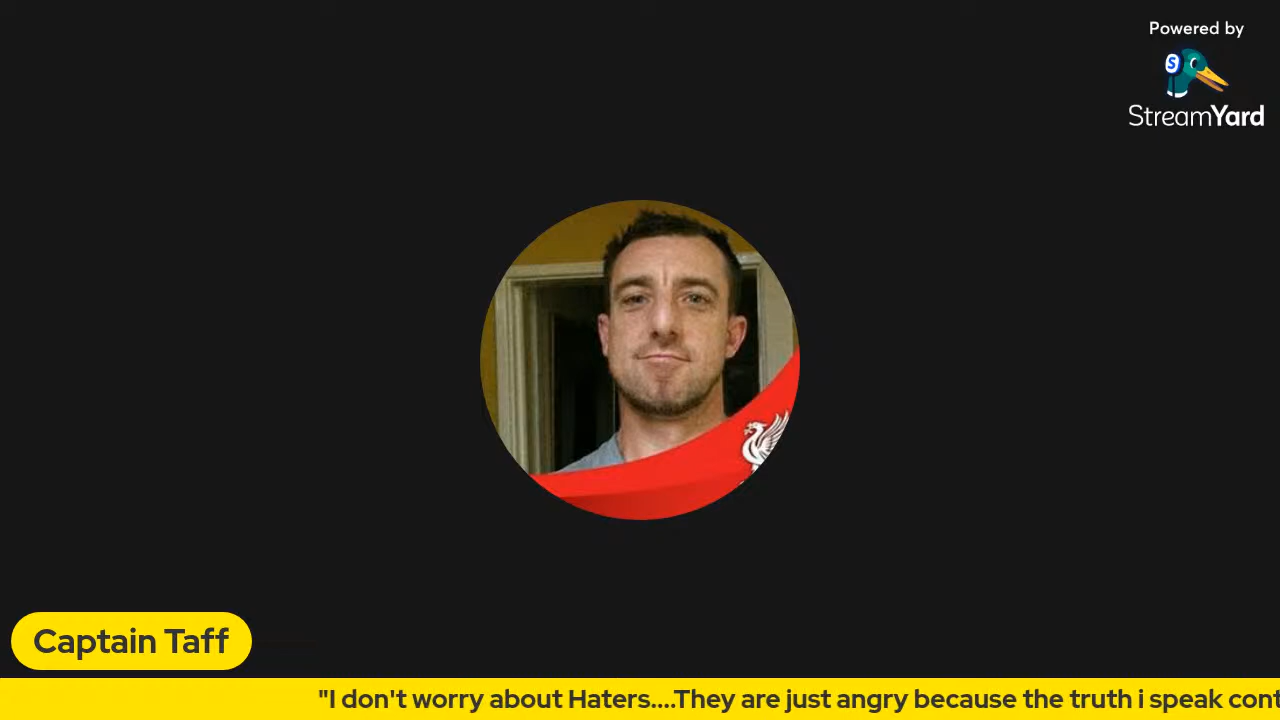 Powered by
S
StreamYard
Captain Taff
"I don't worry about Haters....They are just angry because the truth i speak